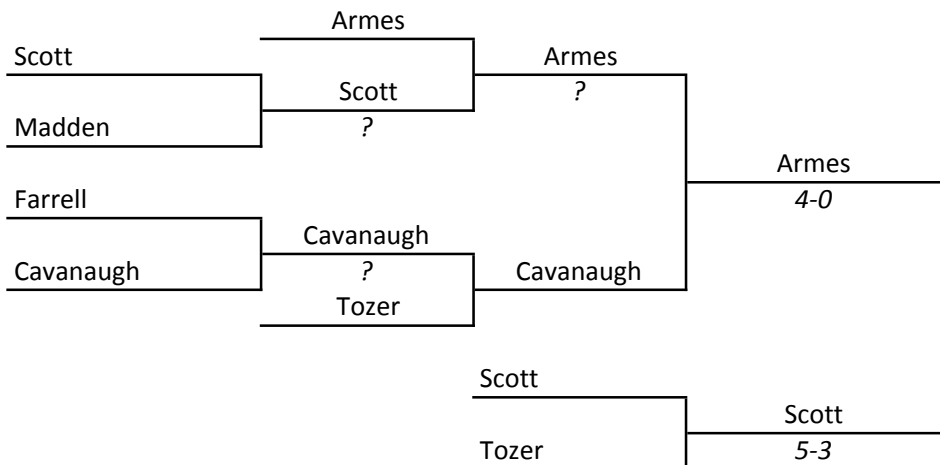 Armes
Scott
Armes
Scott
?
?
Madden
Armes
4-0
Farrell
Cavanaugh
?
Cavanaugh
Cavanaugh
Tozer
Scott
Scott
5-3
Tozer